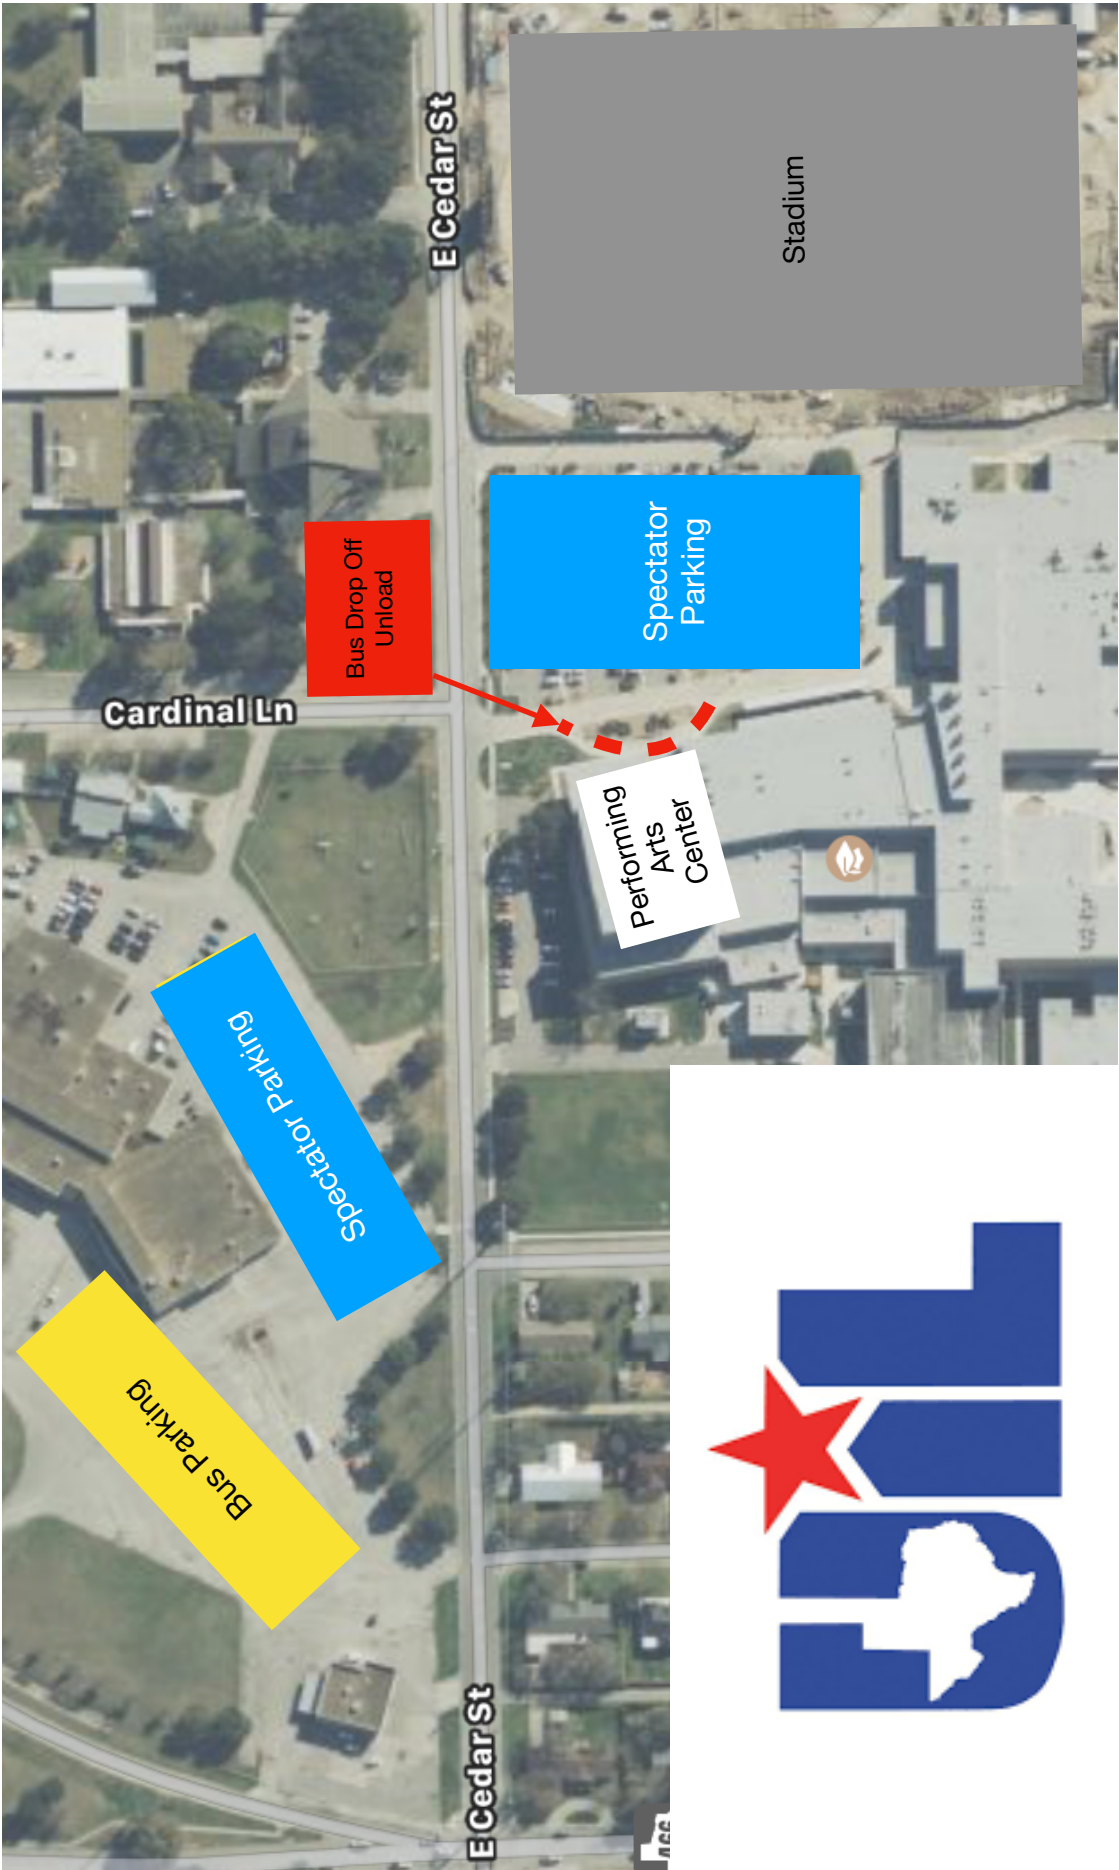 Bus Parking
Cardinal Ln
Spectator Parking
Bus Drop Off
Unload
E Cedar St
E Cedar St
Performing
Arts
Center
Spectator
Parking
Stadium
UIL